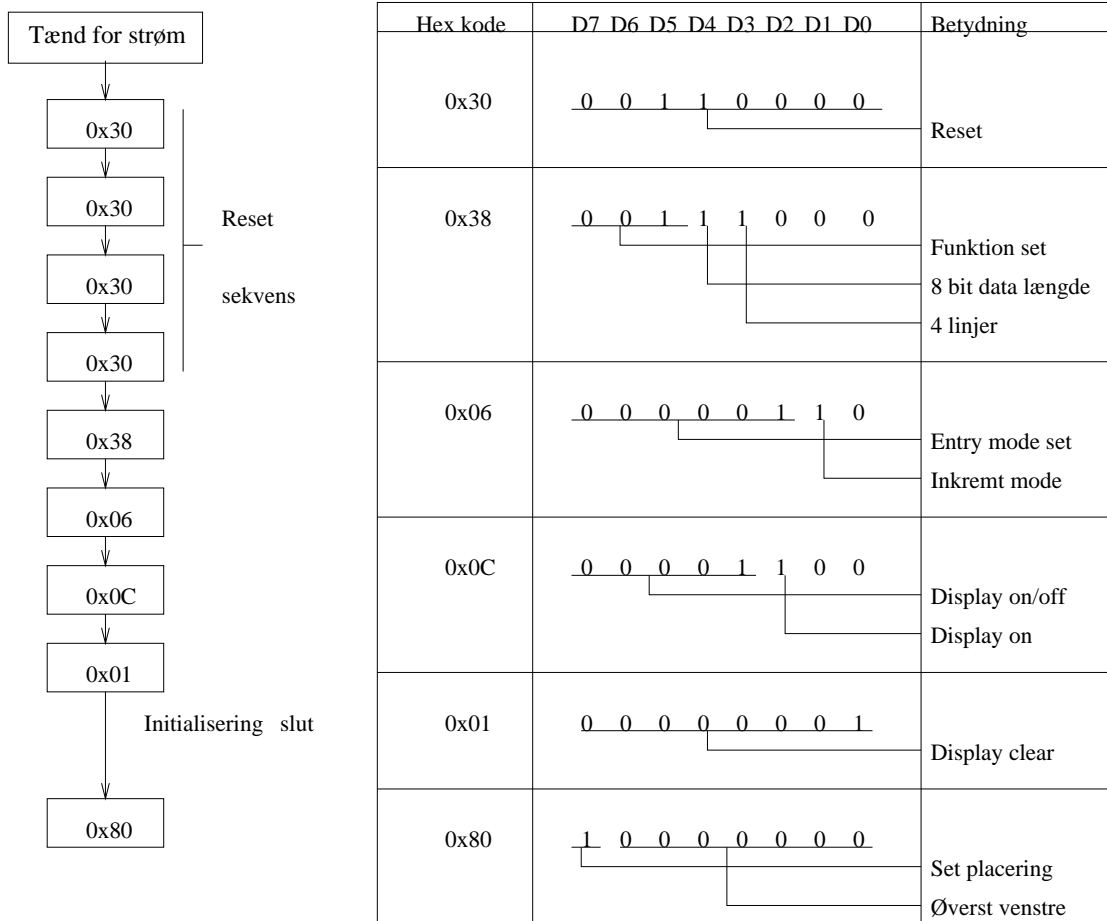 Tænd for strøm
0x30
0x30
0x30
0x30
Reset
sekvens
0x38
0x06
0x0C
0x01
Initialisering slut
0x80
Hex kode D7 D6 D5 D4 D3 D2 D1 D0 Betydning
0x30 0 0 1 1 0 0 0 0
Reset
0x38 0 0 1 1 1 0 0 0
Funktion set
8 bit data længde
4 linjer
0x06 0 0 0 0 0 1 1 0
Entry mode set
Inkremt mode
0x0C 0 0 0 0 1 1 0 0
Display on/off
Display on
0x01 0 0 0 0 0 0 0 1
Display clear
0x80 1 0 0 0 0 0 0 0
Set placering
Øverst venstre